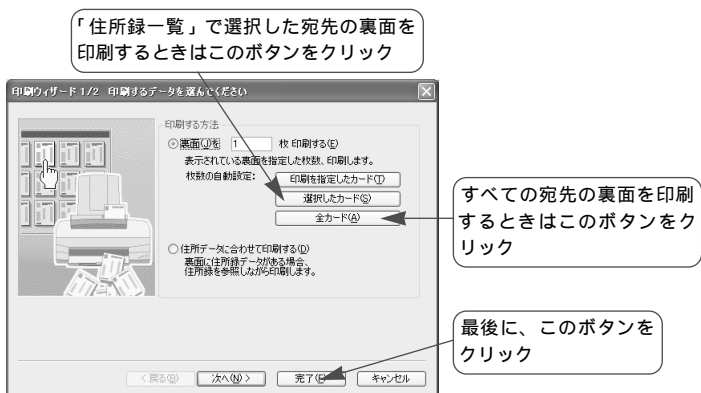 「住所録一覧」で選択した宛先の裏面を
印刷するときはこのボタンをクリック
印刷ウィザード 1/2 印刷するデータを選んでください
印刷する方法
裏面(J)を 1 枚 印刷する(E)
表示されている裏面を指定した枚数、印刷します。
枚数の自動設定: 印刷を指定したカード(T)
選択したカード(S)
全カード(A)
すべての宛先の裏面を印刷
するときはこのボタンをク
リック
住所データに合わせて印刷する(D)
裏面に住所録データがある場合、
住所録を参照しながら印刷します。
最後に、このボタンを
クリック
< 戻る(B) 次へ(N) > 完了(F) キャンセル